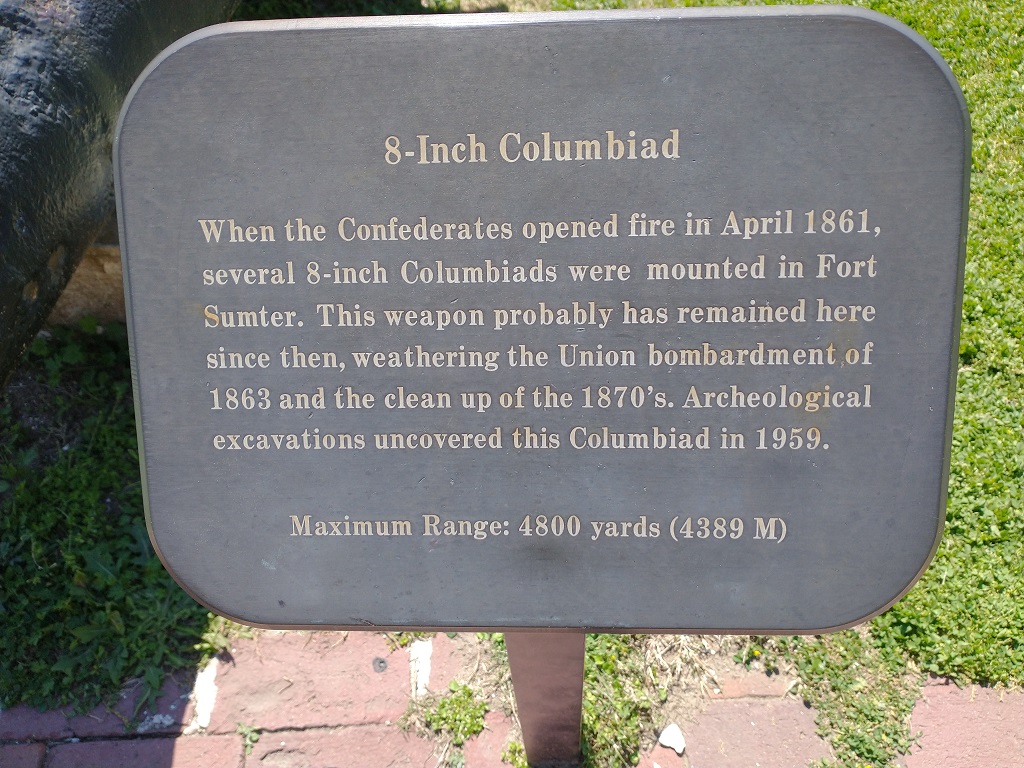 8-Inch Columbiad
When the Confederates opened fire in April 1861,
several 8-inch Columbiads were mounted in Fort
Sumter. This weapon probably has remained here
since then, weathering the Union bombardment of
1863 and the clean up of the 1870's. Archeological
excavations uncovered this Columbiad in 1959.
Maximum Range: 4800 yards (4389 M)